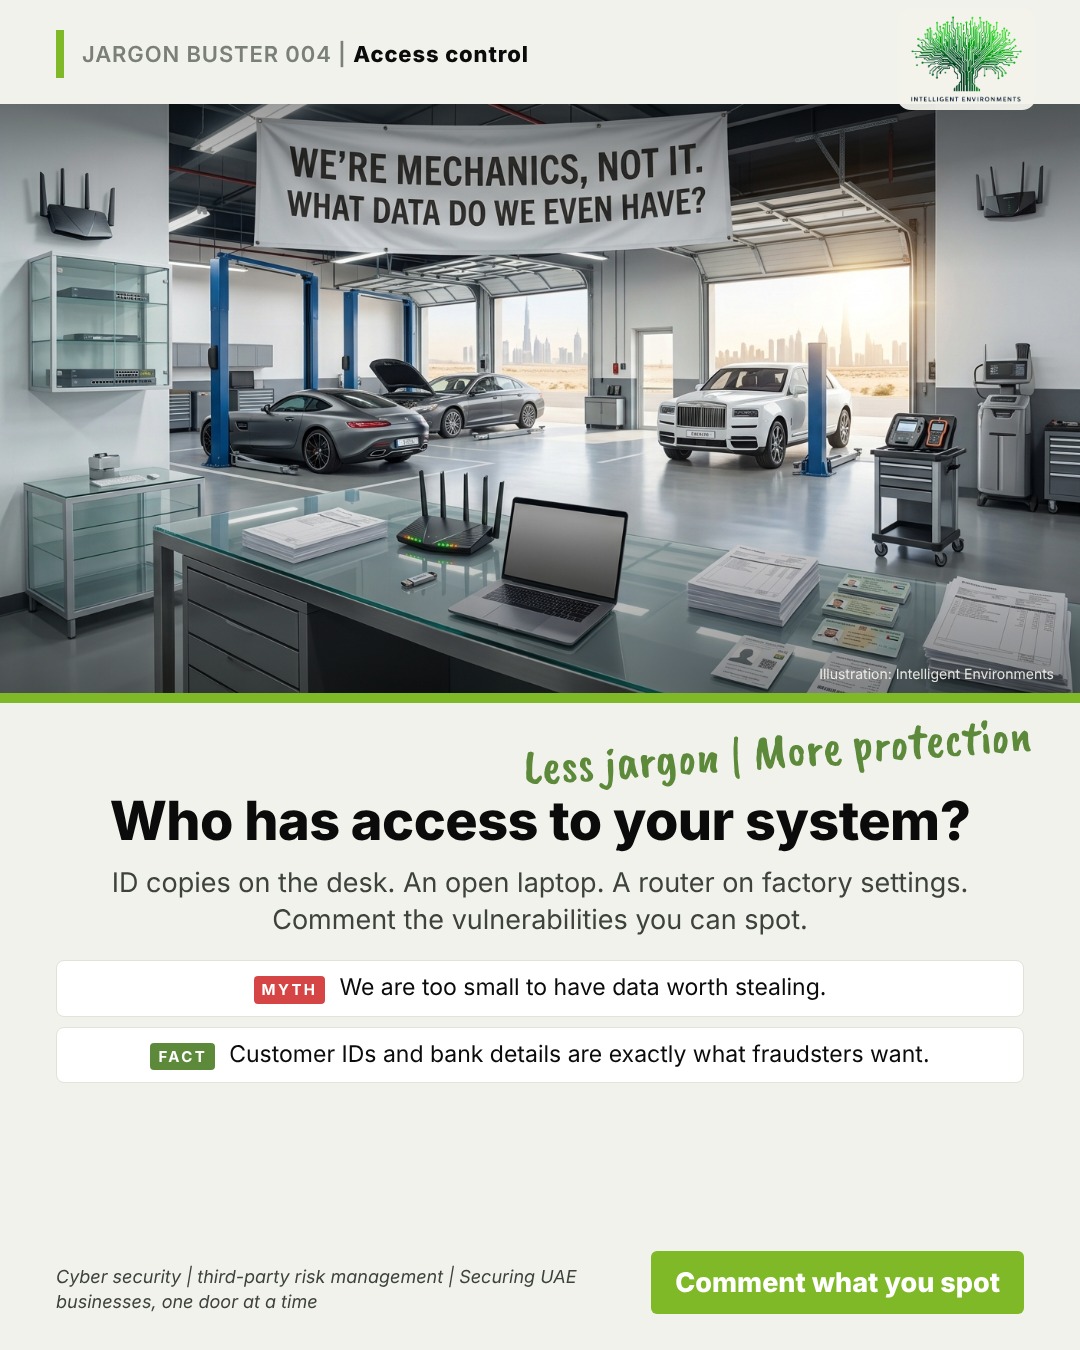 JARGON BUSTER 004 | Access control
INTELLIGENT ENVIRONMENTS
WE'RE MECHANICS, NOT IT.
WHAT DATA DO WE EVEN HAVE?
Illustration: Intelligent Environments
Less jargon | More protection
Who has access to your system?
ID copies on the desk. An open laptop. A router on factory settings.
Comment the vulnerabilities you can spot.
MYTH We are too small to have data worth stealing.
FACT Customer IDs and bank details are exactly what fraudsters want.
Cyber security | third-party risk management | Securing UAE
businesses, one door at a time
Comment what you spot